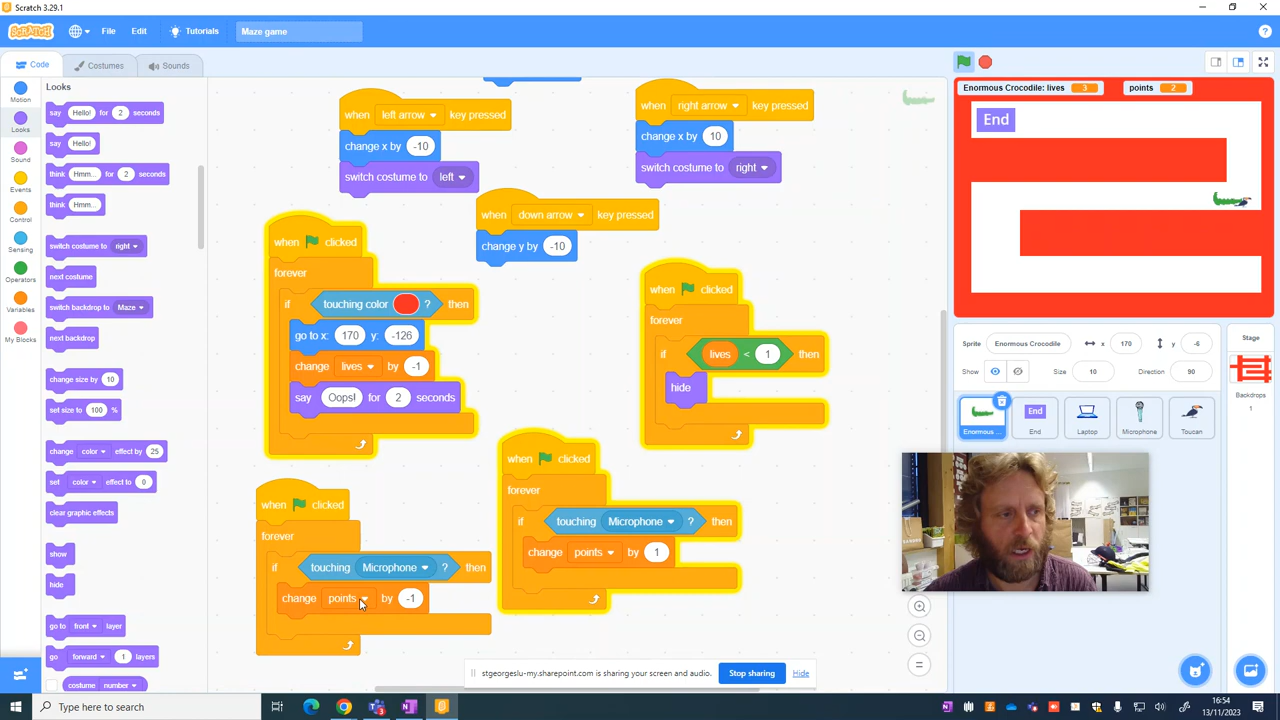 Scratch 3.29.1
SCRATCH File Edit Tutorials Maze game
Code Costumes Sounds
Motion
Looks
Sound
Events
Control
Sensing
Operators
Variables
My Blocks
Looks
say Hello! for 2 seconds
say Hello!
think Hmm... for 2 seconds
think Hmm...
switch costume to right
next costume
switch backdrop to Maze
next backdrop
change size by 10
set size to 100 %
change color effect by 25
set color effect to 0
clear graphic effects
show
hide
go to front layer
go forward 1 layers
costume number
when left arrow key pressed
change x by -10
switch costume to left
when right arrow key pressed
change x by 10
switch costume to right
when down arrow key pressed
change y by -10
when clicked
forever
if touching color ? then
go to x: 170 y: -126
change lives by -1
say Oops! for 2 seconds
when clicked
forever
if lives < 1 then
hide
when clicked
forever
if touching Microphone ? then
change points by 1
when clicked
forever
if touching Microphone ? then
change points by -1
Enormous Crocodile: lives 3 points 2
End
Sprite Enormous Crocodile x 170 y -6
Show Size 10 Direction 90
Enormous ... End Laptop Microphone Toucan
End
Stage
Backdrops
1
stgeorgeslu-my.sharepoint.com is sharing your screen and audio. Stop sharing Hide
Type here to search
16:54
13/11/2023